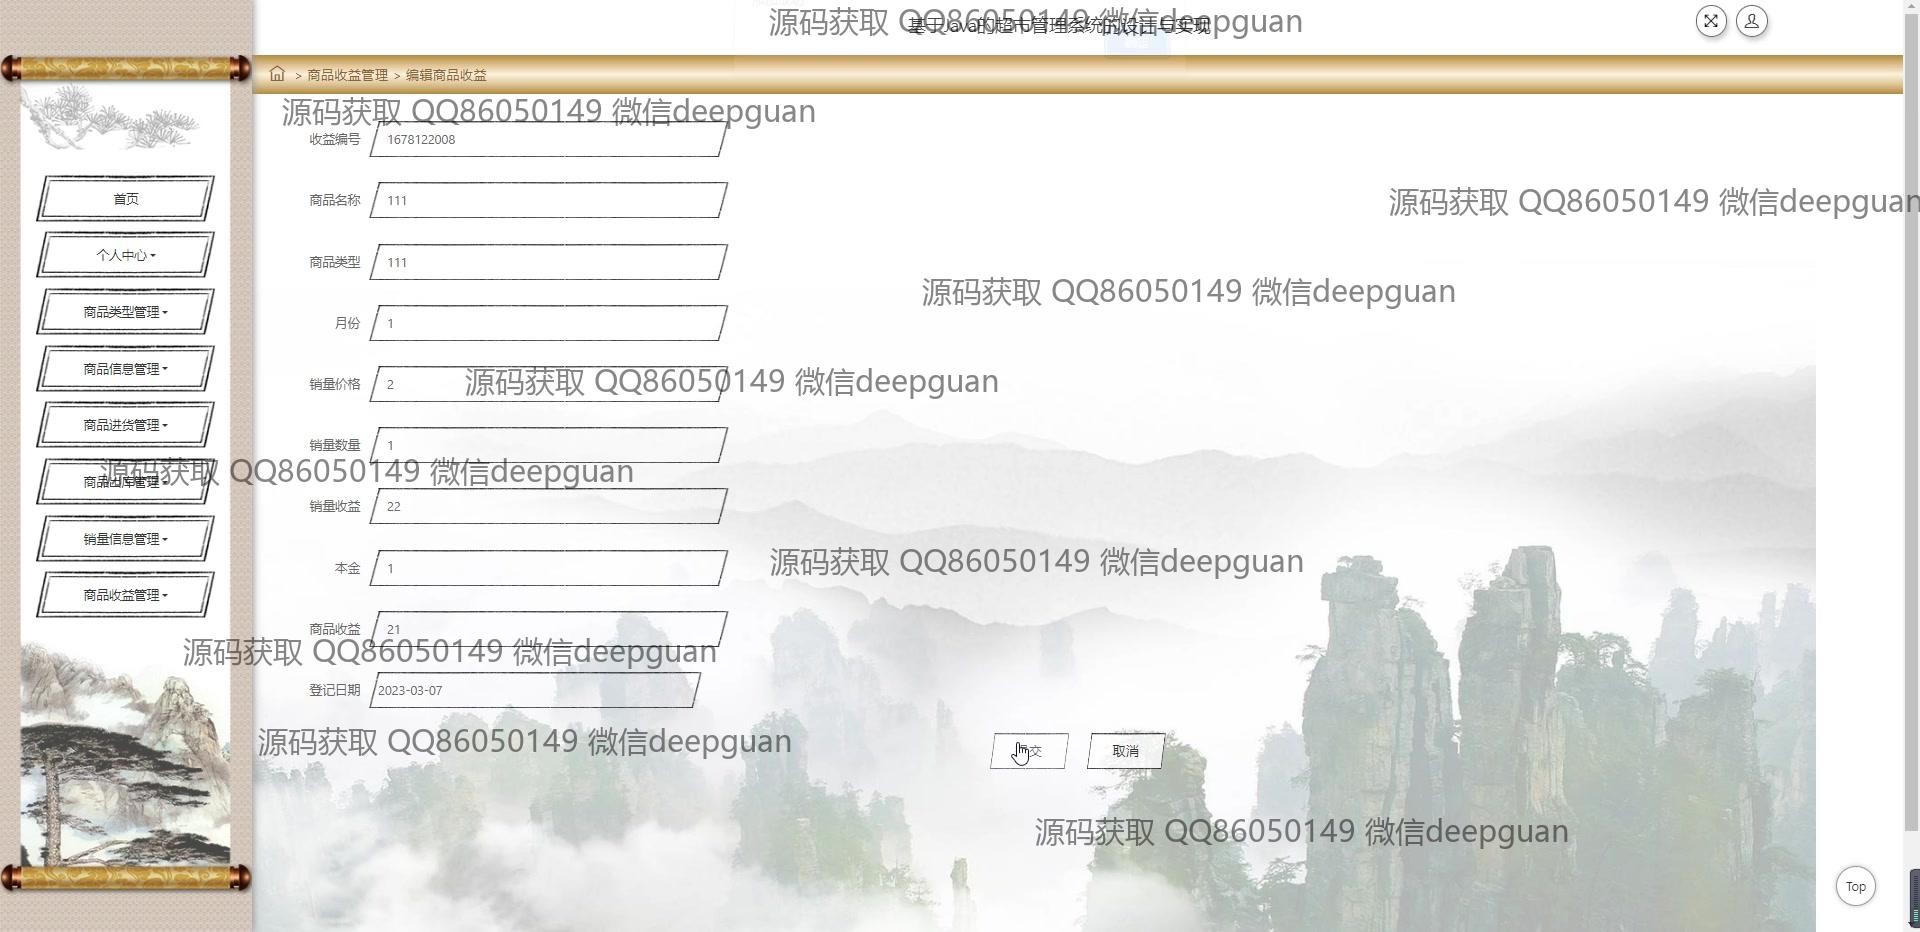 源码获取 QQ86050149 微信deepguan
基于Java的超市管理系统的设计与实现
> 商品收益管理 > 编辑商品收益
源码获取 QQ86050149 微信deepguan
收益编号 1678122008
首页
商品名称 111
源码获取 QQ86050149 微信deepguan
个人中心
商品类型 111
源码获取 QQ86050149 微信deepguan
商品类型管理
月份 1
商品信息管理
销量价格 2
源码获取 QQ86050149 微信deepguan
商品进货管理
销量数量 1
源码获取 QQ86050149 微信deepguan
商品出库管理
销量收益 22
销量信息管理
源码获取 QQ86050149 微信deepguan
本金 1
商品收益管理
商品收益 21
源码获取 QQ86050149 微信deepguan
登记日期 2023-03-07
源码获取 QQ86050149 微信deepguan
交
取消
源码获取 QQ86050149 微信deepguan
Top